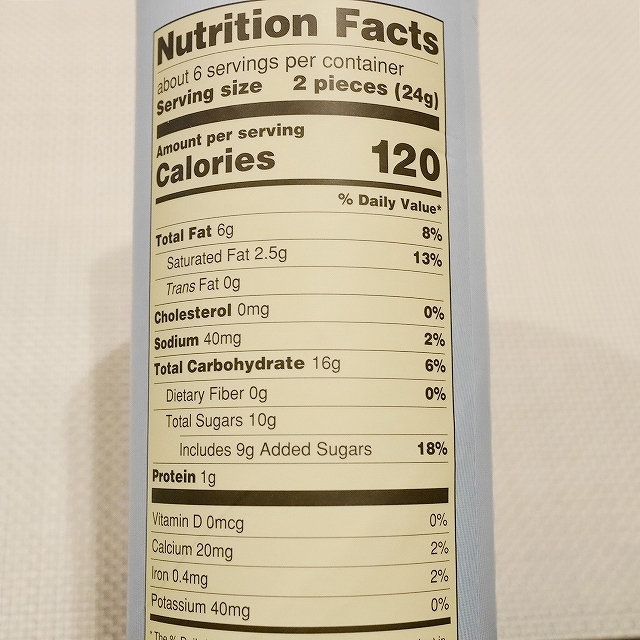 Nutrition Facts
about 6 servings per container
Serving size 2 pieces (24g)
Amount per serving
Calories 120
% Daily Value*
Total Fat 6g 8%
Saturated Fat 2.5g 13%
Trans Fat 0g
Cholesterol 0mg 0%
Sodium 40mg 2%
Total Carbohydrate 16g 6%
Dietary Fiber 0g 0%
Total Sugars 10g
Includes 9g Added Sugars 18%
Protein 1g
Vitamin D 0mcg 0%
Calcium 20mg 2%
Iron 0.4mg 2%
Potassium 40mg 0%
* The %